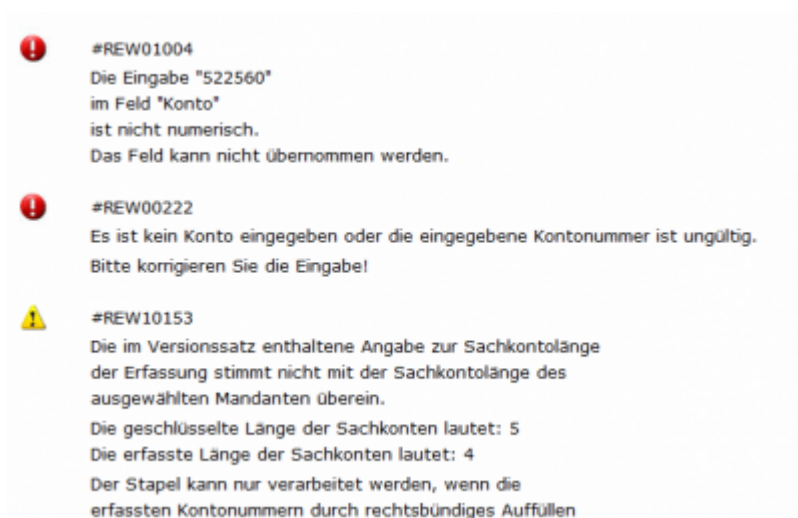 #REW01004
Die Eingabe "522560"
im Feld "Konto"
ist nicht numerisch.
Das Feld kann nicht übernommen werden.
#REW00222
Es ist kein Konto eingegeben oder die eingegebene Kontonummer ist ungültig.
Bitte korrigieren Sie die Eingabe!
#REW10153
Die im Versionssatz enthaltene Angabe zur Sachkontolänge
der Erfassung stimmt nicht mit der Sachkontolänge des
ausgewählten Mandanten überein.
Die geschlüsselte Länge der Sachkonten lautet: 5
Die erfasste Länge der Sachkonten lautet: 4
Der Stapel kann nur verarbeitet werden, wenn die
erfassten Kontonummern durch rechtsbündiges Auffüllen